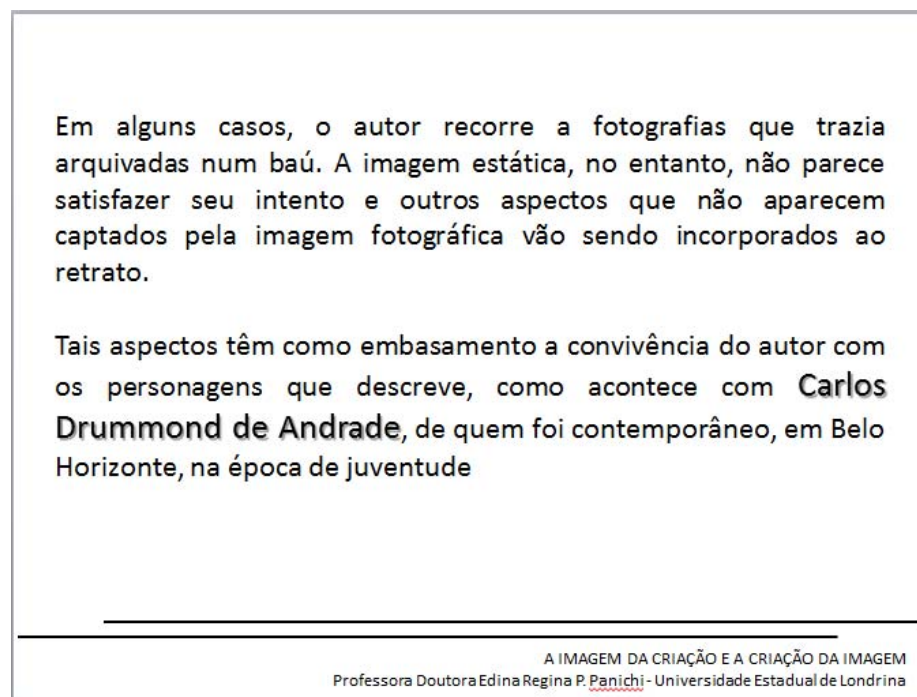 Em alguns casos, o autor recorre a fotografias que trazia
arquivadas num baú. A imagem estática, no entanto, não parece
satisfazer seu intento e outros aspectos que não aparecem
captados pela imagem fotográfica vão sendo incorporados ao
retrato.
Tais aspectos têm como embasamento a convivência do autor com
os personagens que descreve, como acontece com Carlos
Drummond de Andrade, de quem foi contemporâneo, em Belo
Horizonte, na época de juventude
A IMAGEM DA CRIAÇÃO E A CRIAÇÃO DA IMAGEM
Professora Doutora Edina Regina P. Panichi - Universidade Estadual de Londrina